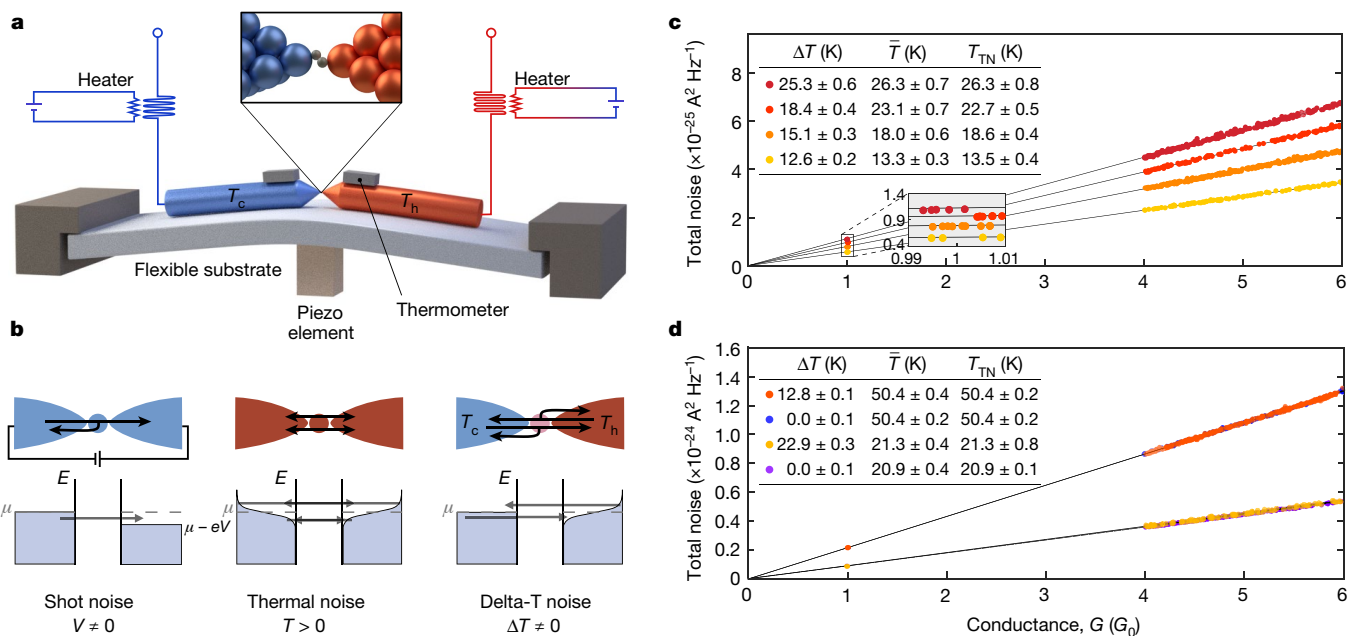 a
Heater
Heater
T_c
T_h
Flexible substrate
Thermometer
Piezo
element
b
T_c
T_h
E
E
E
μ
μ – eV
μ
μ
Shot noise
V ≠ 0
Thermal noise
T > 0
Delta-T noise
ΔT ≠ 0
c
Total noise (×10⁻²⁵ A² Hz⁻¹)
8
6
4
2
0
ΔT (K) T̅ (K) T_TN (K)
25.3 ± 0.6 26.3 ± 0.7 26.3 ± 0.8
18.4 ± 0.4 23.1 ± 0.7 22.7 ± 0.5
15.1 ± 0.3 18.0 ± 0.6 18.6 ± 0.4
12.6 ± 0.2 13.3 ± 0.3 13.5 ± 0.4
1.4
0.9
0.4
0.99 1 1.01
0 1 2 3 4 5 6
d
Total noise (×10⁻²⁴ A² Hz⁻¹)
1.6
1.4
1.2
1.0
0.8
0.6
0.4
0.2
0
ΔT (K) T̅ (K) T_TN (K)
12.8 ± 0.1 50.4 ± 0.4 50.4 ± 0.2
0.0 ± 0.1 50.4 ± 0.2 50.4 ± 0.2
22.9 ± 0.3 21.3 ± 0.4 21.3 ± 0.8
0.0 ± 0.1 20.9 ± 0.4 20.9 ± 0.1
0 1 2 3 4 5 6
Conductance, G (G₀)